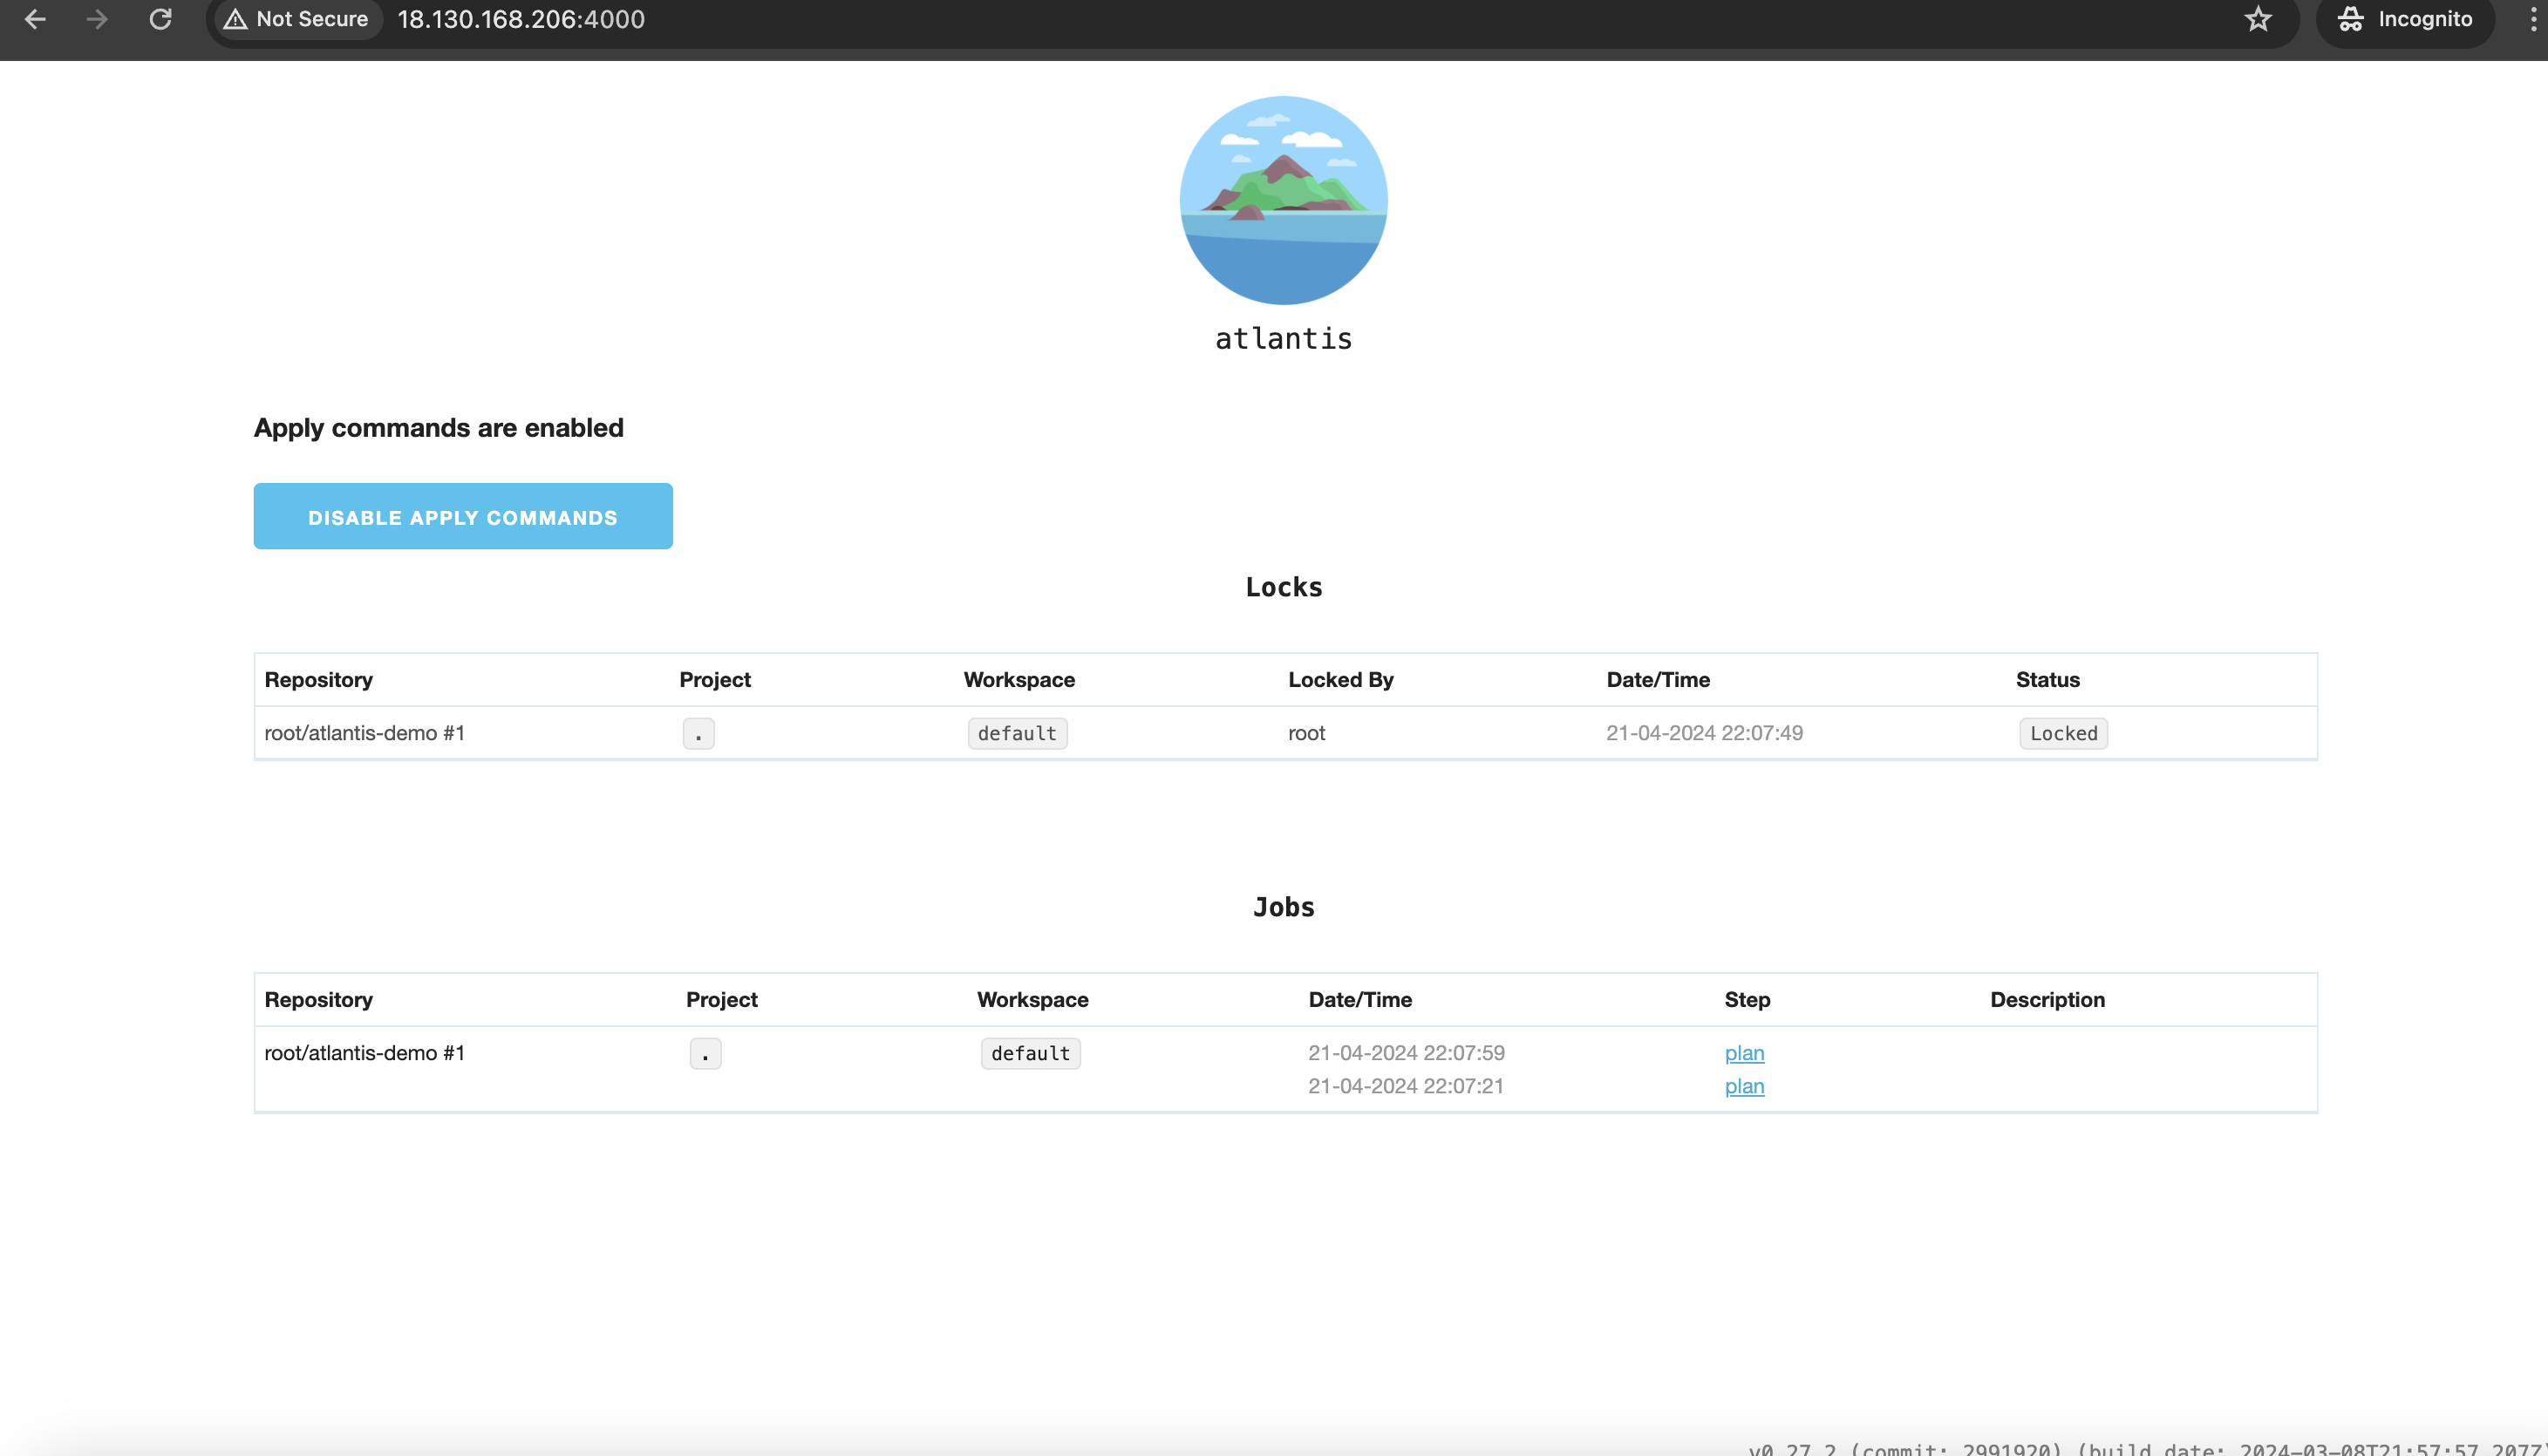 Not Secure 18.130.168.206:4000 Incognito
atlantis
Apply commands are enabled
DISABLE APPLY COMMANDS
Locks
Repository Project Workspace Locked By Date/Time Status
root/atlantis-demo #1 . default root 21-04-2024 22:07:49 Locked
Jobs
Repository Project Workspace Date/Time Step Description
root/atlantis-demo #1 . default 21-04-2024 22:07:59 plan
21-04-2024 22:07:21 plan
v0.27.2 (commit: 2991920) (build date: 2024-03-08T21:57:57.207Z